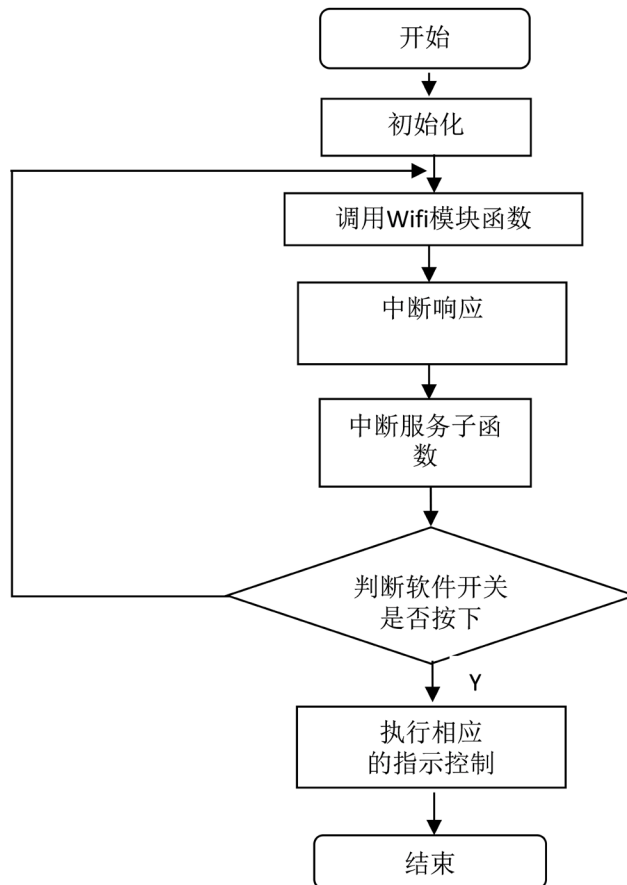 开始
初始化
调用Wifi模块函数
中断响应
中断服务子函
数
判断软件开关
是否按下
Y
执行相应
的指示控制
结束